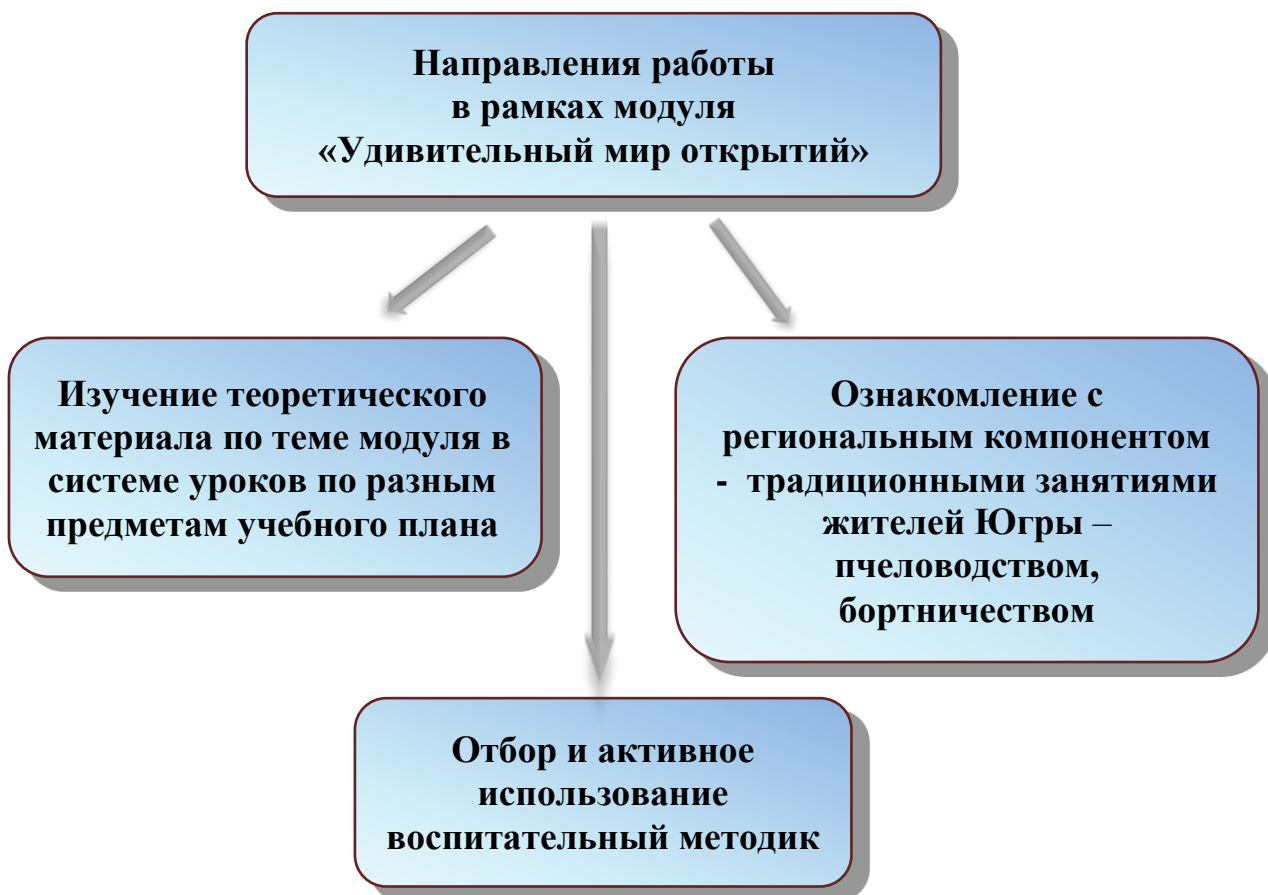 Направления работы
в рамках модуля
«Удивительный мир открытий»
Изучение теоретического
материала по теме модуля в
системе уроков по разным
предметам учебного плана
Ознакомление с
региональным компонентом
- традиционными занятиями
жителей Югры –
пчеловодством,
бортничеством
Отбор и активное
использование
воспитательный методик